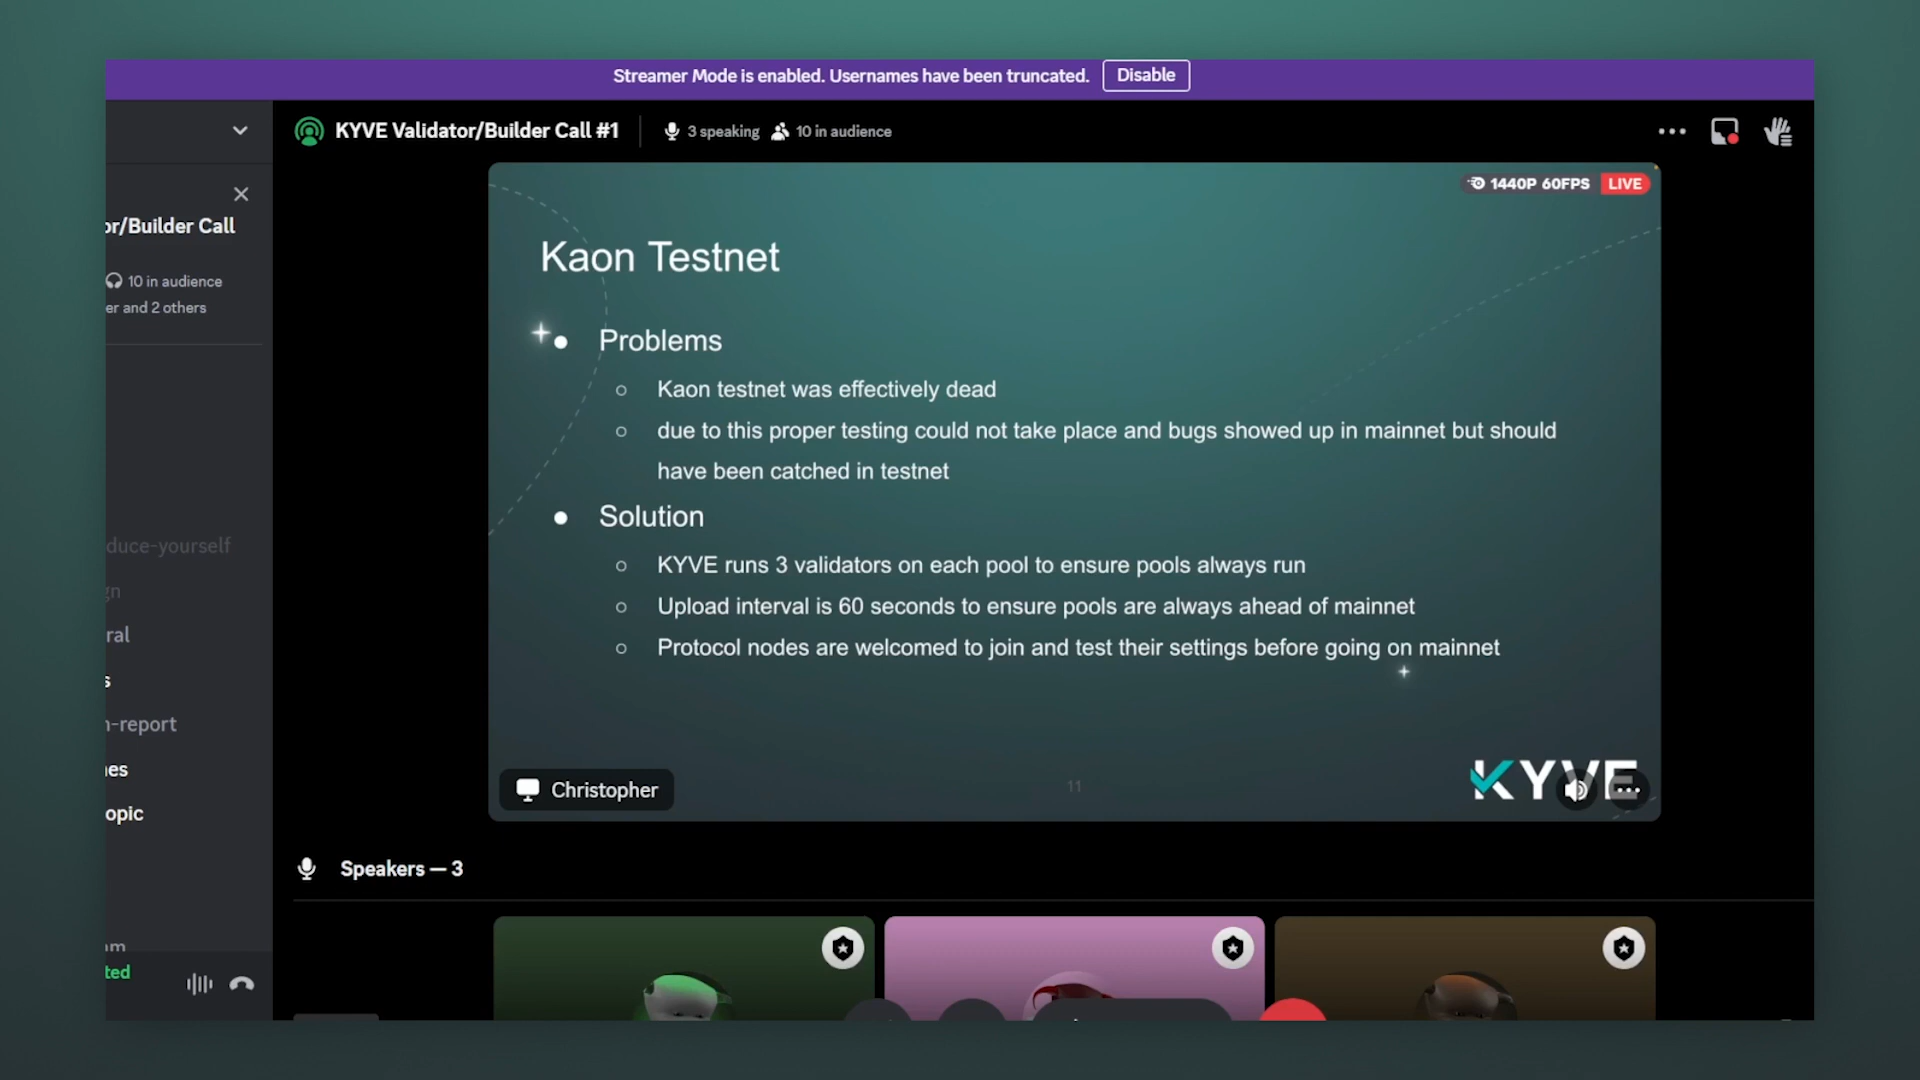 Streamer Mode is enabled. Usernames have been truncated. Disable
KYVE Validator/Builder Call #1
3 speaking
10 in audience
1440P 60FPS
LIVE
or/Builder Call
10 in audience
er and 2 others
duce-yourself
gn
ral
s
n-report
nes
opic
am
ted
Kaon Testnet
Problems
Kaon testnet was effectively dead
due to this proper testing could not take place and bugs showed up in mainnet but should
have been catched in testnet
Solution
KYVE runs 3 validators on each pool to ensure pools always run
Upload interval is 60 seconds to ensure pools are always ahead of mainnet
Protocol nodes are welcomed to join and test their settings before going on mainnet
Christopher
11
KYVE
Speakers — 3